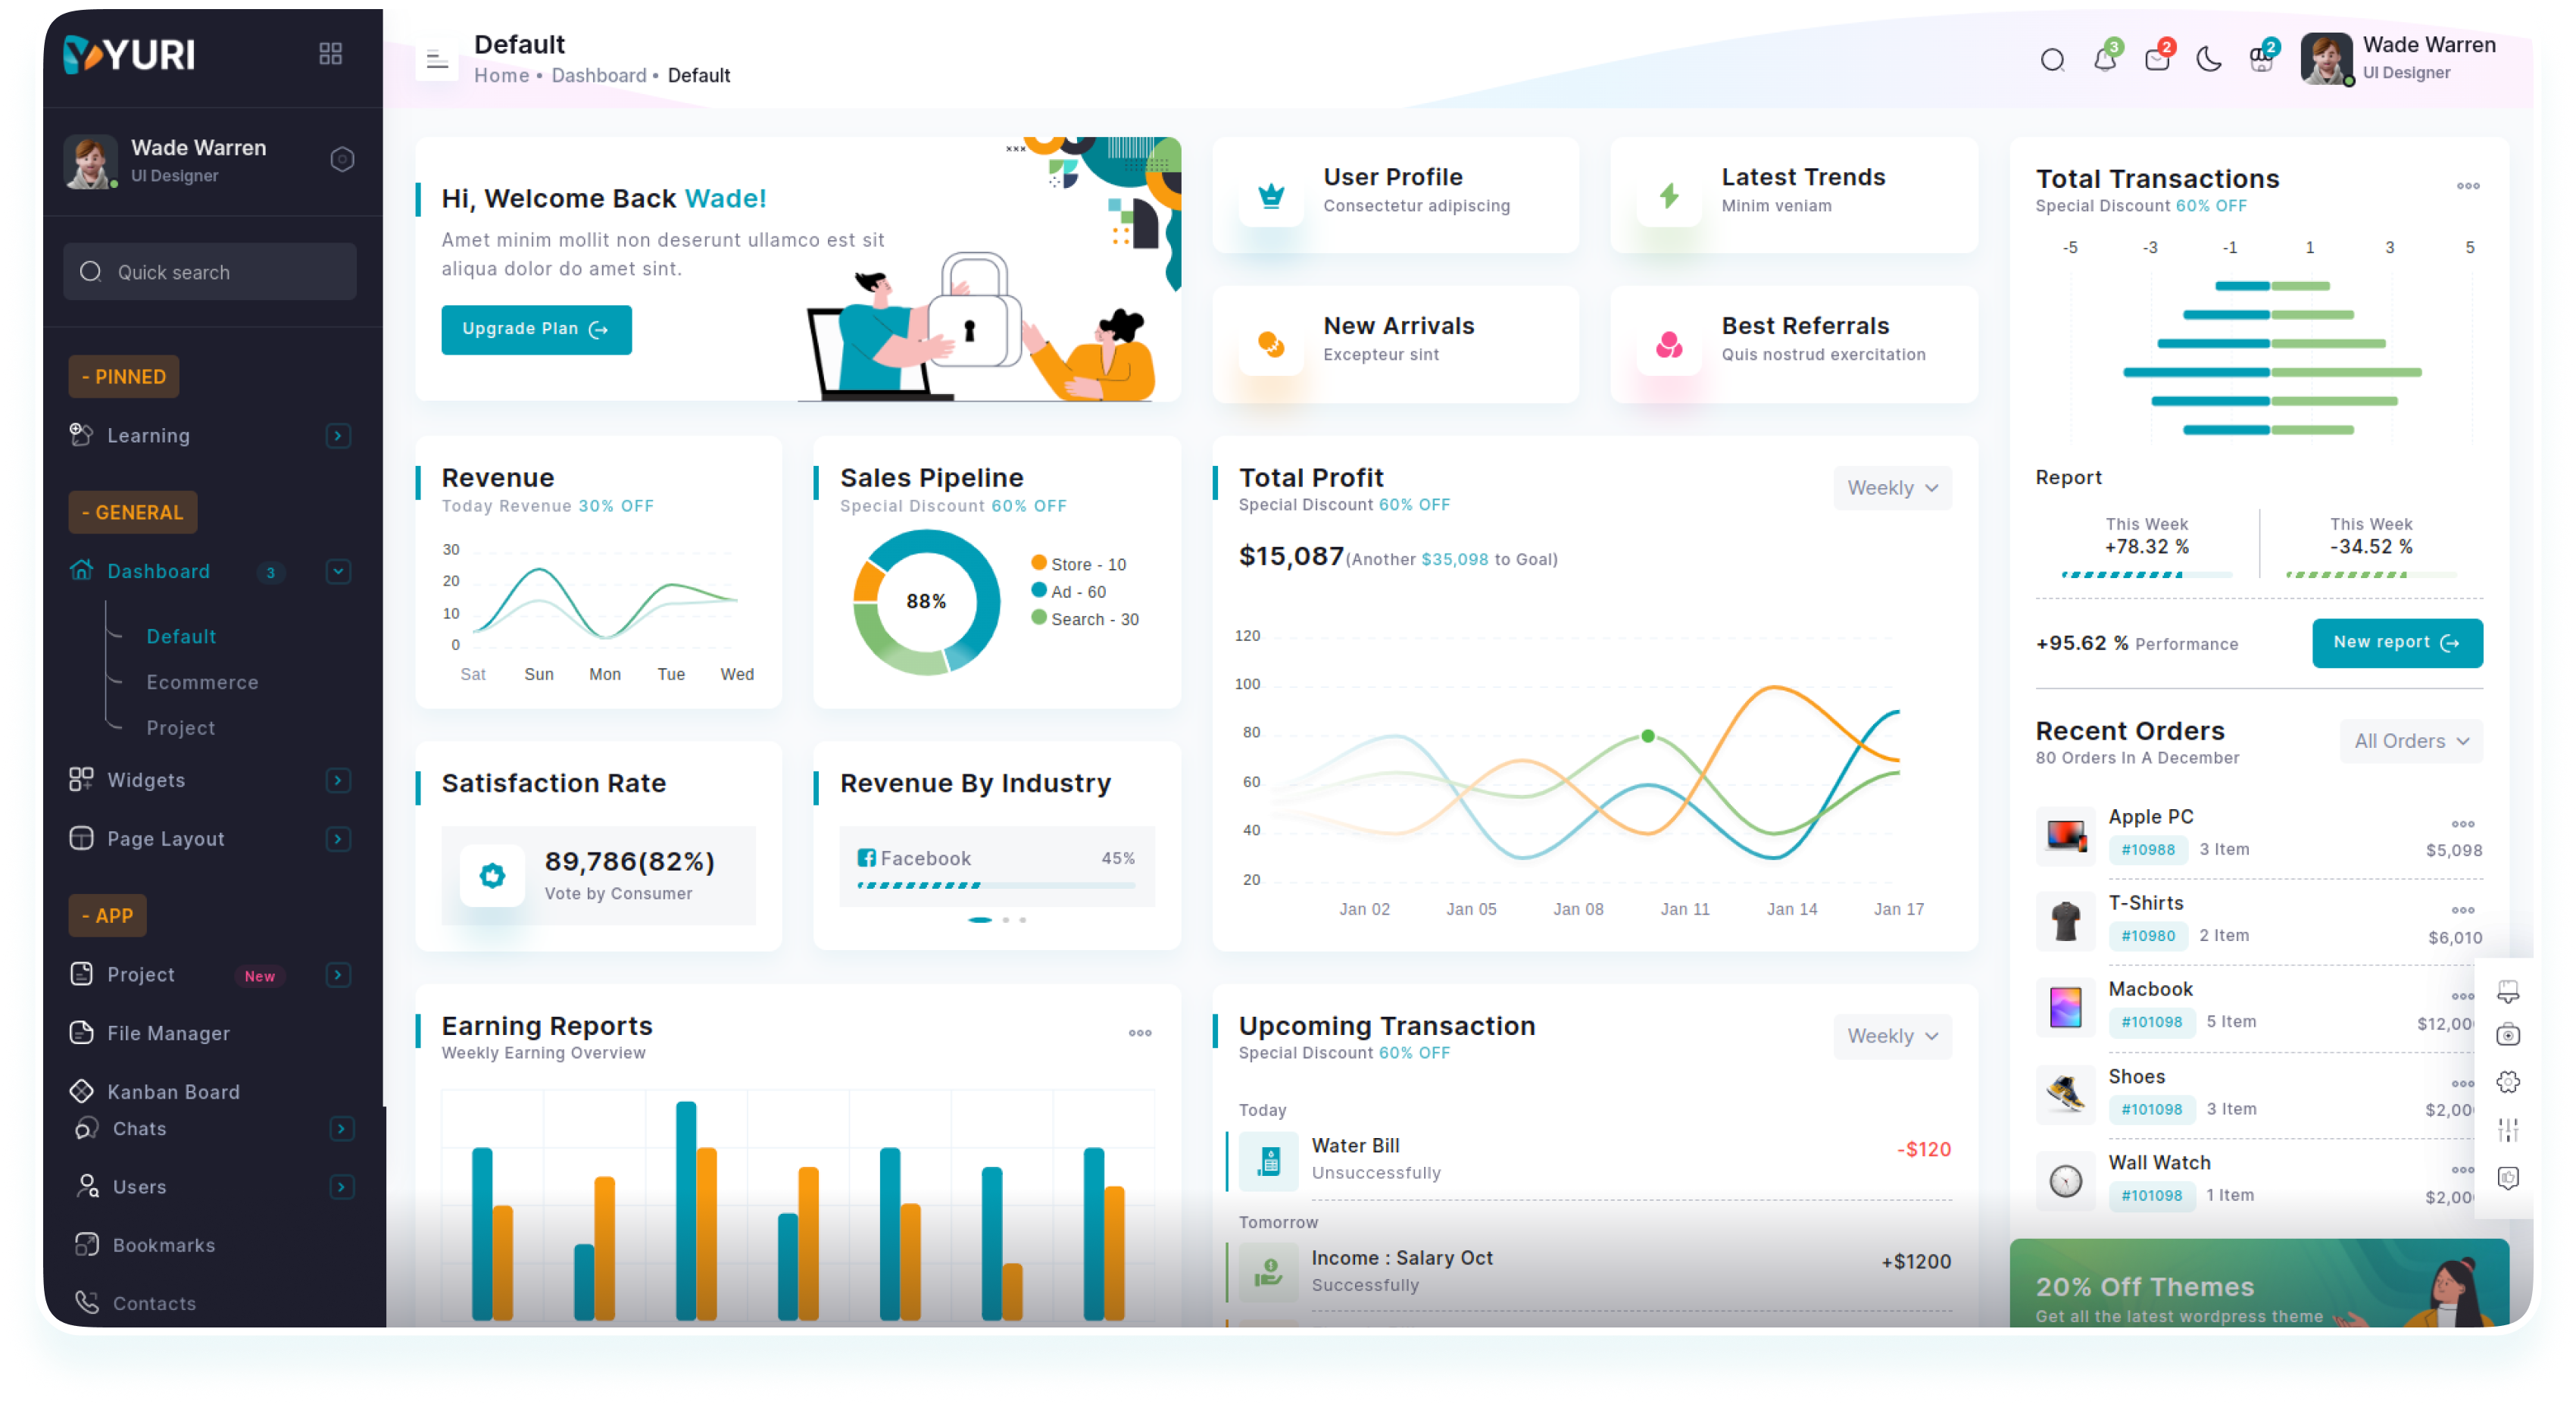 YURI
Wade Warren
UI Designer
Quick search
- PINNED
Learning
- GENERAL
Dashboard 3
Default
Ecommerce
Project
Widgets
Page Layout
- APP
Project New
File Manager
Kanban Board
Chats
Users
Bookmarks
Contacts
Default
Home • Dashboard • Default
3
2
2
Wade Warren
UI Designer
Hi, Welcome Back Wade!
Amet minim mollit non deserunt ullamco est sit
aliqua dolor do amet sint.
Upgrade Plan
User Profile
Consectetur adipiscing
Latest Trends
Minim veniam
New Arrivals
Excepteur sint
Best Referrals
Quis nostrud exercitation
Revenue
Today Revenue 30% OFF
30
20
10
0
Sat Sun Mon Tue Wed
Sales Pipeline
Special Discount 60% OFF
88%
Store - 10
Ad - 60
Search - 30
Total Profit
Special Discount 60% OFF
Weekly
$15,087(Another $35,098 to Goal)
120
100
80
60
40
20
Jan 02 Jan 05 Jan 08 Jan 11 Jan 14 Jan 17
Satisfaction Rate
89,786(82%)
Vote by Consumer
Revenue By Industry
Facebook 45%
Earning Reports
Weekly Earning Overview
Upcoming Transaction
Special Discount 60% OFF
Weekly
Today
Water Bill
Unsuccessfully
-$120
Tomorrow
Income : Salary Oct
Successfully
+$1200
Total Transactions
Special Discount 60% OFF
-5 -3 -1 1 3 5
Report
This Week
+78.32 %
This Week
-34.52 %
+95.62 % Performance
New report
Recent Orders
80 Orders In A December
All Orders
Apple PC
#10988 3 Item
$5,098
T-Shirts
#10980 2 Item
$6,010
Macbook
#101098 5 Item
$12,00
Shoes
#101098 3 Item
$2,00
Wall Watch
#101098 1 Item
$2,00
20% Off Themes
Get all the latest wordpress theme